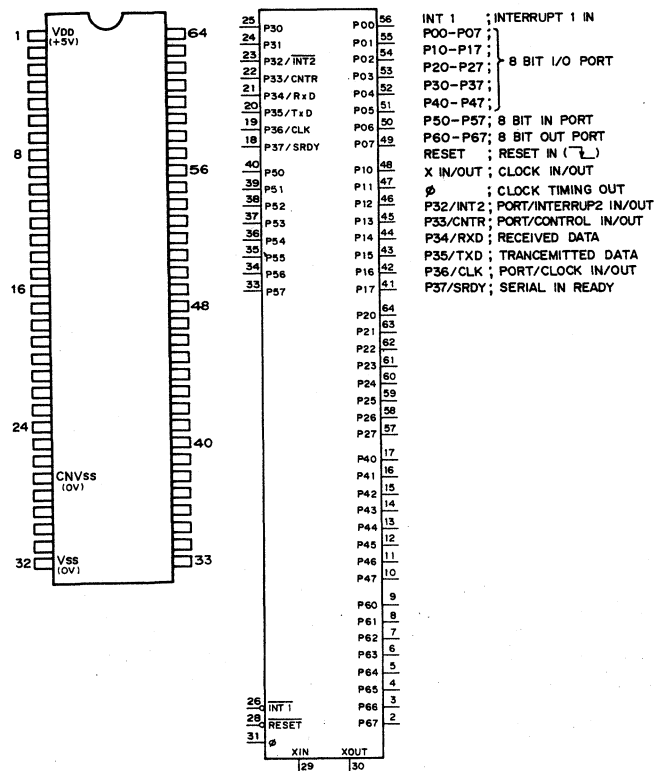 1 VDD 64
(+5V)
8
56
16
48
24
40
CNVss
(0V)
32 Vss 33
(0V)
25 P30
24 P31
23 P32/INT2
22 P33/CNTR
21 P34/RxD
20 P35/TxD
19 P36/CLK
18 P37/SRDY
40 P50
39 P51
38 P52
37 P53
36 P54
35 P55
34 P56
33 P57
26 INT 1
28 RESET
31 ø
XIN XOUT
29 30
P00 56
P01 55
P02 54
P03 53
P04 52
P05 51
P06 50
P07 49
P10 48
P11 47
P12 46
P13 45
P14 44
P15 43
P16 42
P17 41
P20 64
P21 63
P22 62
P23 61
P24 60
P25 59
P26 58
P27 57
P40 17
P41 16
P42 15
P43 14
P44 13
P45 12
P46 11
P47 10
P60 9
P61 8
P62 7
P63 6
P64 5
P65 4
P66 3
P67 2
INT 1 ; INTERRUPT 1 IN
P00-P07;
P10-P17;
P20-P27; 8 BIT I/O PORT
P30-P37;
P40-P47;
P50-P57; 8 BIT IN PORT
P60-P67; 8 BIT OUT PORT
RESET ; RESET IN ( )
X IN/OUT ; CLOCK IN/OUT
ø ; CLOCK TIMING OUT
P32/INT2 ; PORT/INTERRUP2 IN/OUT
P33/CNTR ; PORT/CONTROL IN/OUT
P34/RXD ; RECEIVED DATA
P35/TXD ; TRANCEMITTED DATA
P36/CLK ; PORT/CLOCK IN/OUT
P37/SRDY ; SERIAL IN READY